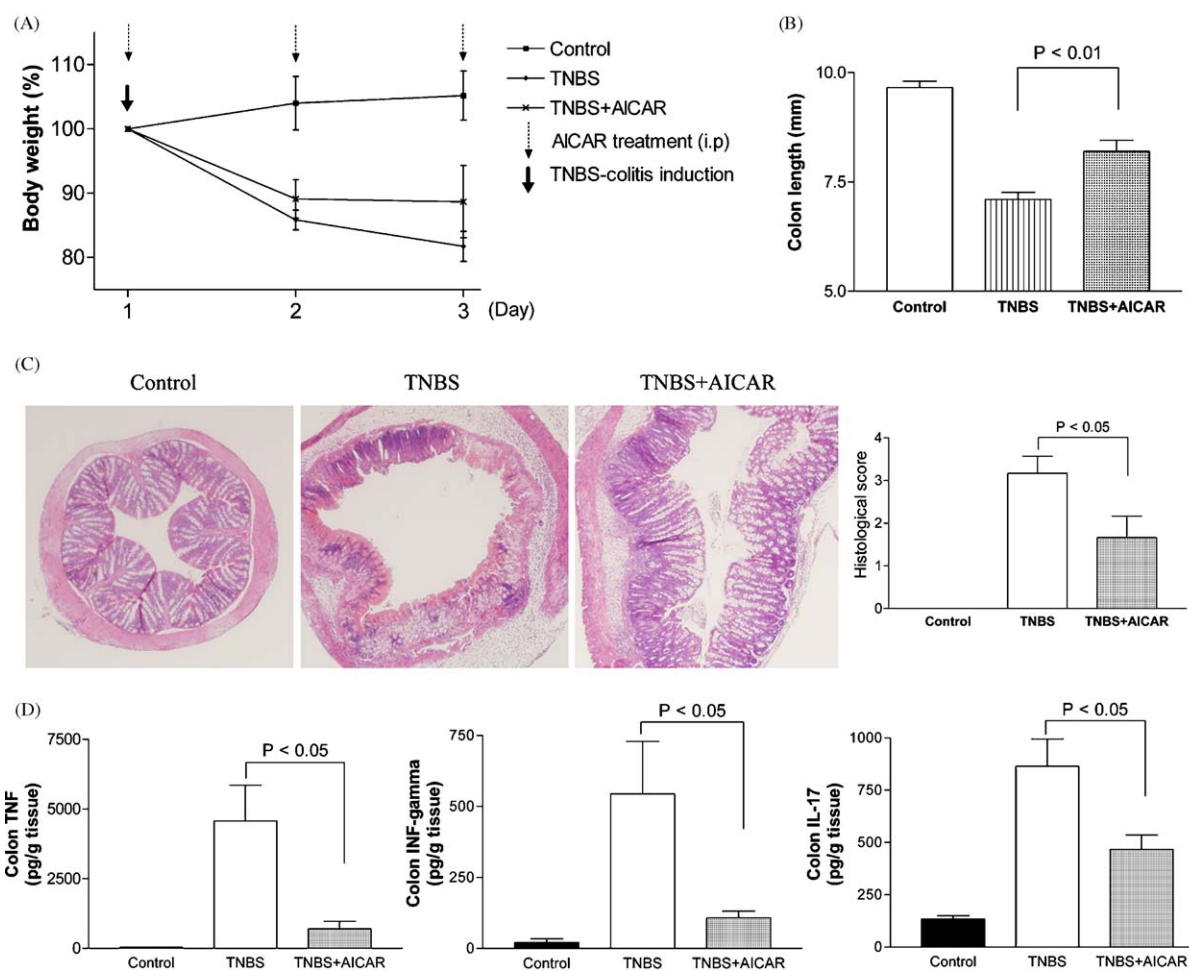 (A)
110
100
90
80
Body weight (%)
1
2
3
(Day)
Control
TNBS
TNBS+AICAR
AICAR treatment (i.p)
TNBS-colitis induction
(B)
P < 0.01
10.0
7.5
5.0
Colon length (mm)
Control
TNBS
TNBS+AICAR
(C)
Control
TNBS
TNBS+AICAR
P < 0.05
4
3
2
1
0
Histological score
Control
TNBS
TNBS+AICAR
(D)
P < 0.05
7500
5000
2500
0
Colon TNF
(pg/g tissue)
Control
TNBS
TNBS+AICAR
P < 0.05
750
500
250
0
Colon INF-gamma
(pg/g tissue)
Control
TNBS
TNBS+AICAR
P < 0.05
1000
750
500
250
0
Colon IL-17
(pg/g tissue)
Control
TNBS
TNBS+AICAR